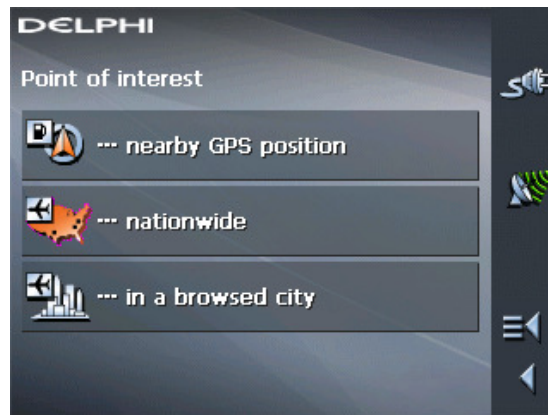 DELPHI
Point of interest
--- nearby GPS position
--- nationwide
--- in a browsed city